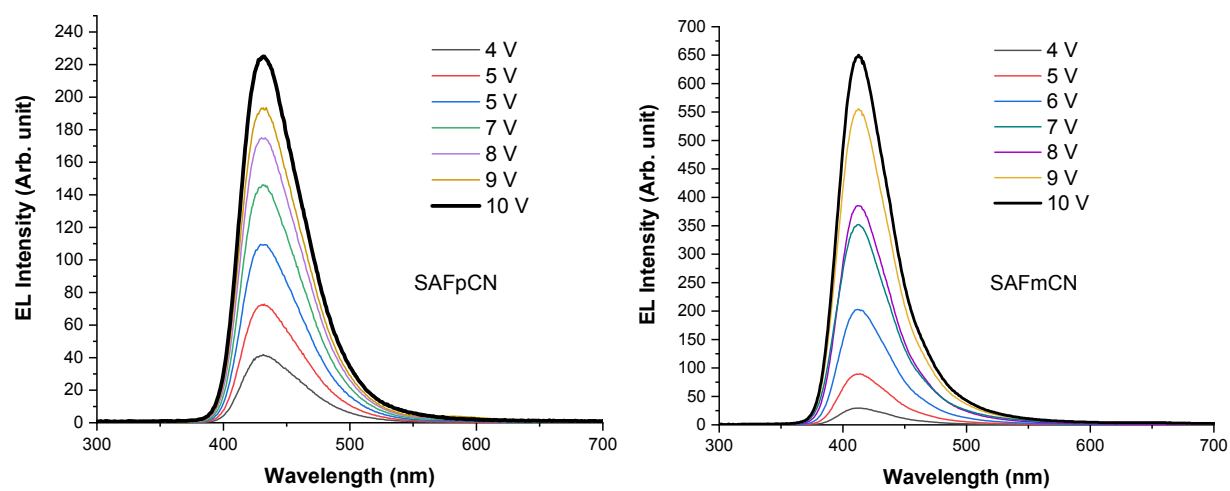 240
220
200
180
160
140
120
100
80
60
40
20
0
EL Intensity (Arb. unit)
4 V
5 V
5 V
7 V
8 V
9 V
10 V
SAFpCN
300
400
500
600
700
Wavelength (nm)
700
650
600
550
500
450
400
350
300
250
200
150
100
50
0
EL Intensity (Arb. unit)
4 V
5 V
6 V
7 V
8 V
9 V
10 V
SAFmCN
300
400
500
600
700
Wavelength (nm)